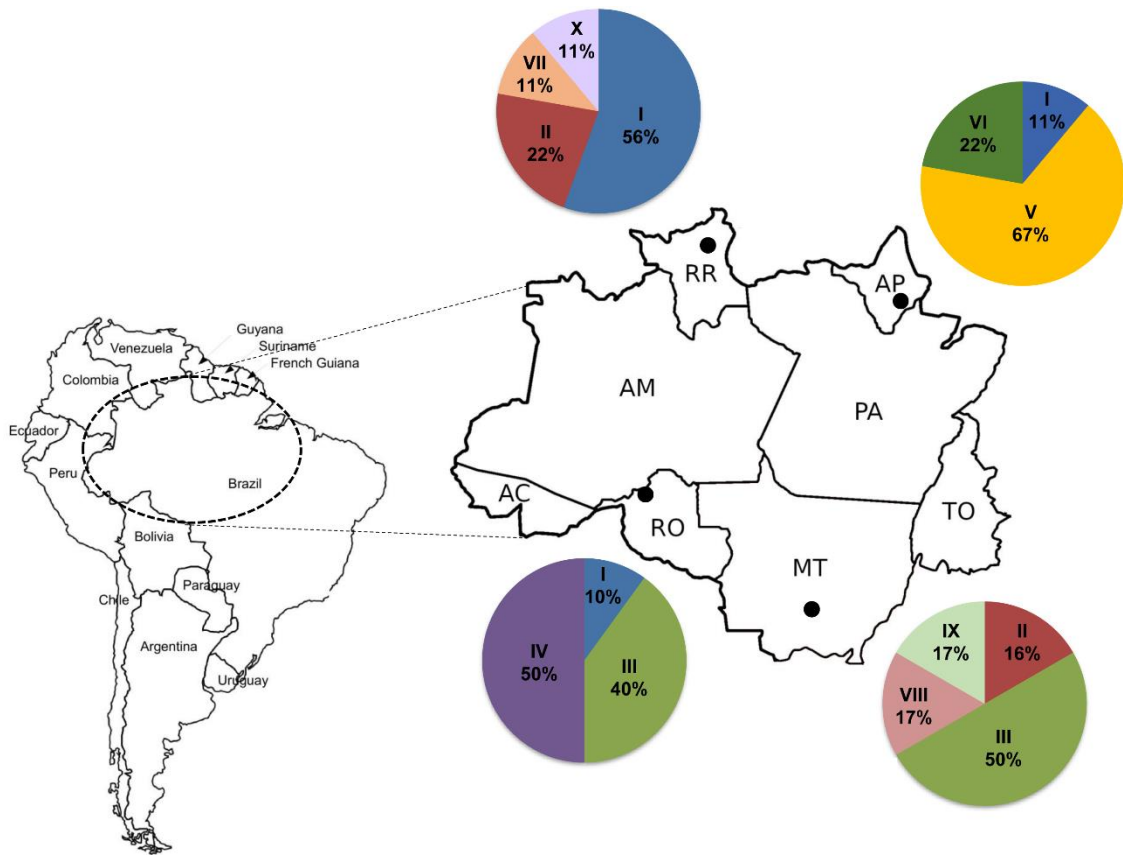 X
11%
VII
11%
II
22%
I
56%
I
11%
VI
22%
V
67%
RR
AP
AM
PA
AC
RO
MT
TO
Guyana
Suriname
French Guiana
Venezuela
Colombia
Ecuador
Peru
Brazil
Bolivia
Paraguay
Chile
Argentina
Uruguay
I
10%
IV
50%
III
40%
IX
17%
II
16%
VIII
17%
III
50%